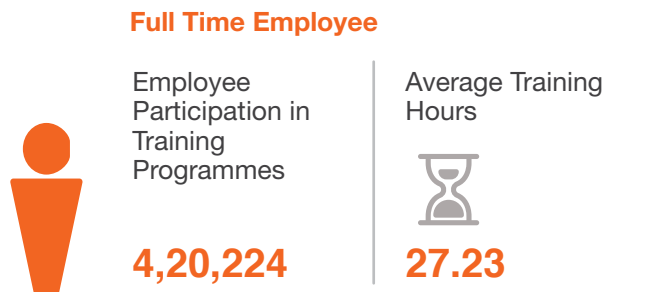 Full Time Employee
Employee
Participation in
Training
Programmes
4,20,224
Average Training
Hours
27.23